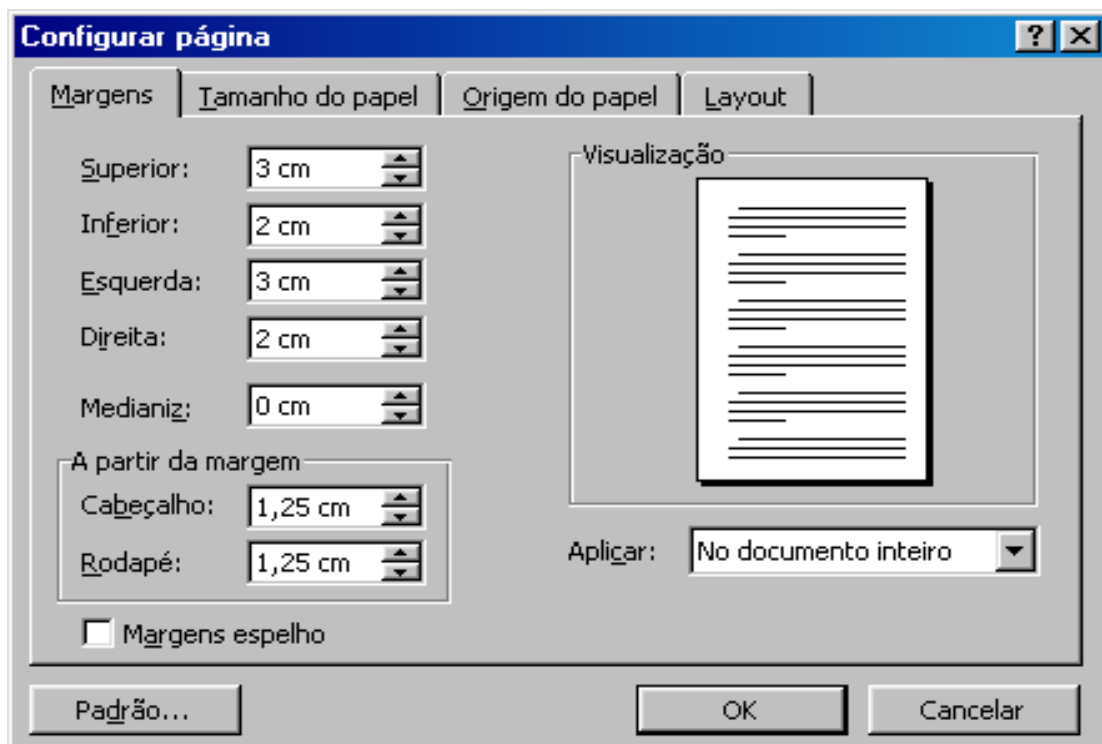 Configurar página
Margens Tamanho do papel Origem do papel Layout
Superior: 3 cm
Inferior: 2 cm
Esquerda: 3 cm
Direita: 2 cm
Medianiz: 0 cm
A partir da margem
Cabeçalho: 1,25 cm
Rodapé: 1,25 cm
Margens espelho
Visualização
Aplicar: No documento inteiro
Padrão... OK Cancelar